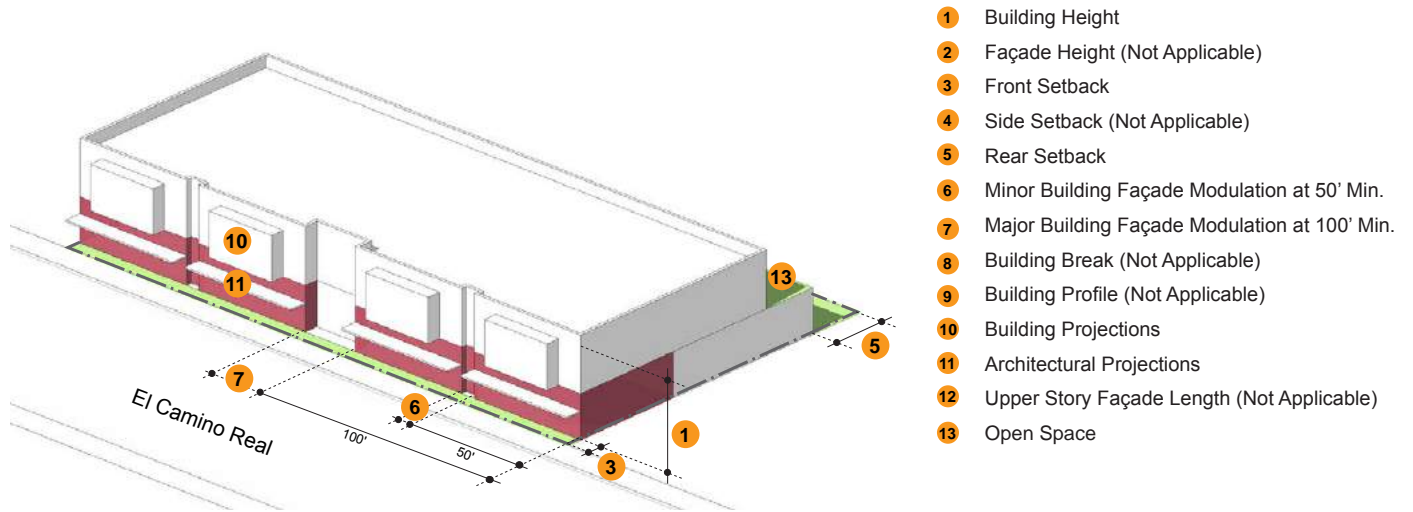 10
11
13
5
7
6
1
3
El Camino Real
100'
50'
1 Building Height
2 Façade Height (Not Applicable)
3 Front Setback
4 Side Setback (Not Applicable)
5 Rear Setback
6 Minor Building Façade Modulation at 50’ Min.
7 Major Building Façade Modulation at 100’ Min.
8 Building Break (Not Applicable)
9 Building Profile (Not Applicable)
10 Building Projections
11 Architectural Projections
12 Upper Story Façade Length (Not Applicable)
13 Open Space